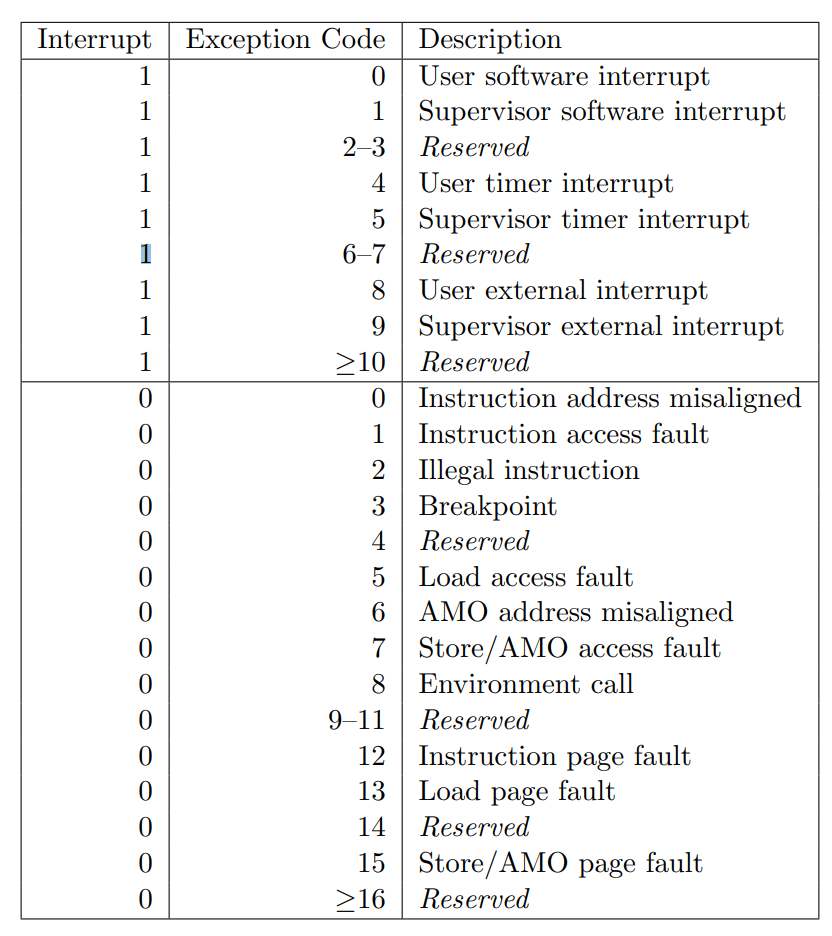 Interrupt Exception Code Description
1 0 User software interrupt
1 1 Supervisor software interrupt
1 2–3 Reserved
1 4 User timer interrupt
1 5 Supervisor timer interrupt
1 6–7 Reserved
1 8 User external interrupt
1 9 Supervisor external interrupt
1 ≥10 Reserved
0 0 Instruction address misaligned
0 1 Instruction access fault
0 2 Illegal instruction
0 3 Breakpoint
0 4 Reserved
0 5 Load access fault
0 6 AMO address misaligned
0 7 Store/AMO access fault
0 8 Environment call
0 9–11 Reserved
0 12 Instruction page fault
0 13 Load page fault
0 14 Reserved
0 15 Store/AMO page fault
0 ≥16 Reserved